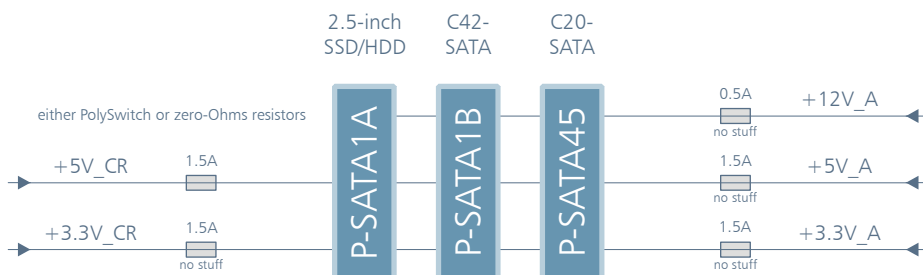 2.5-inch
SSD/HDD
C42-
SATA
C20-
SATA
either PolySwitch or zero-Ohms resistors
P-SATA1A
P-SATA1B
P-SATA45
0.5A
+12V_A
no stuff
+5V_CR
1.5A
1.5A
+5V_A
no stuff
+3.3V_CR
1.5A
no stuff
1.5A
+3.3V_A
no stuff